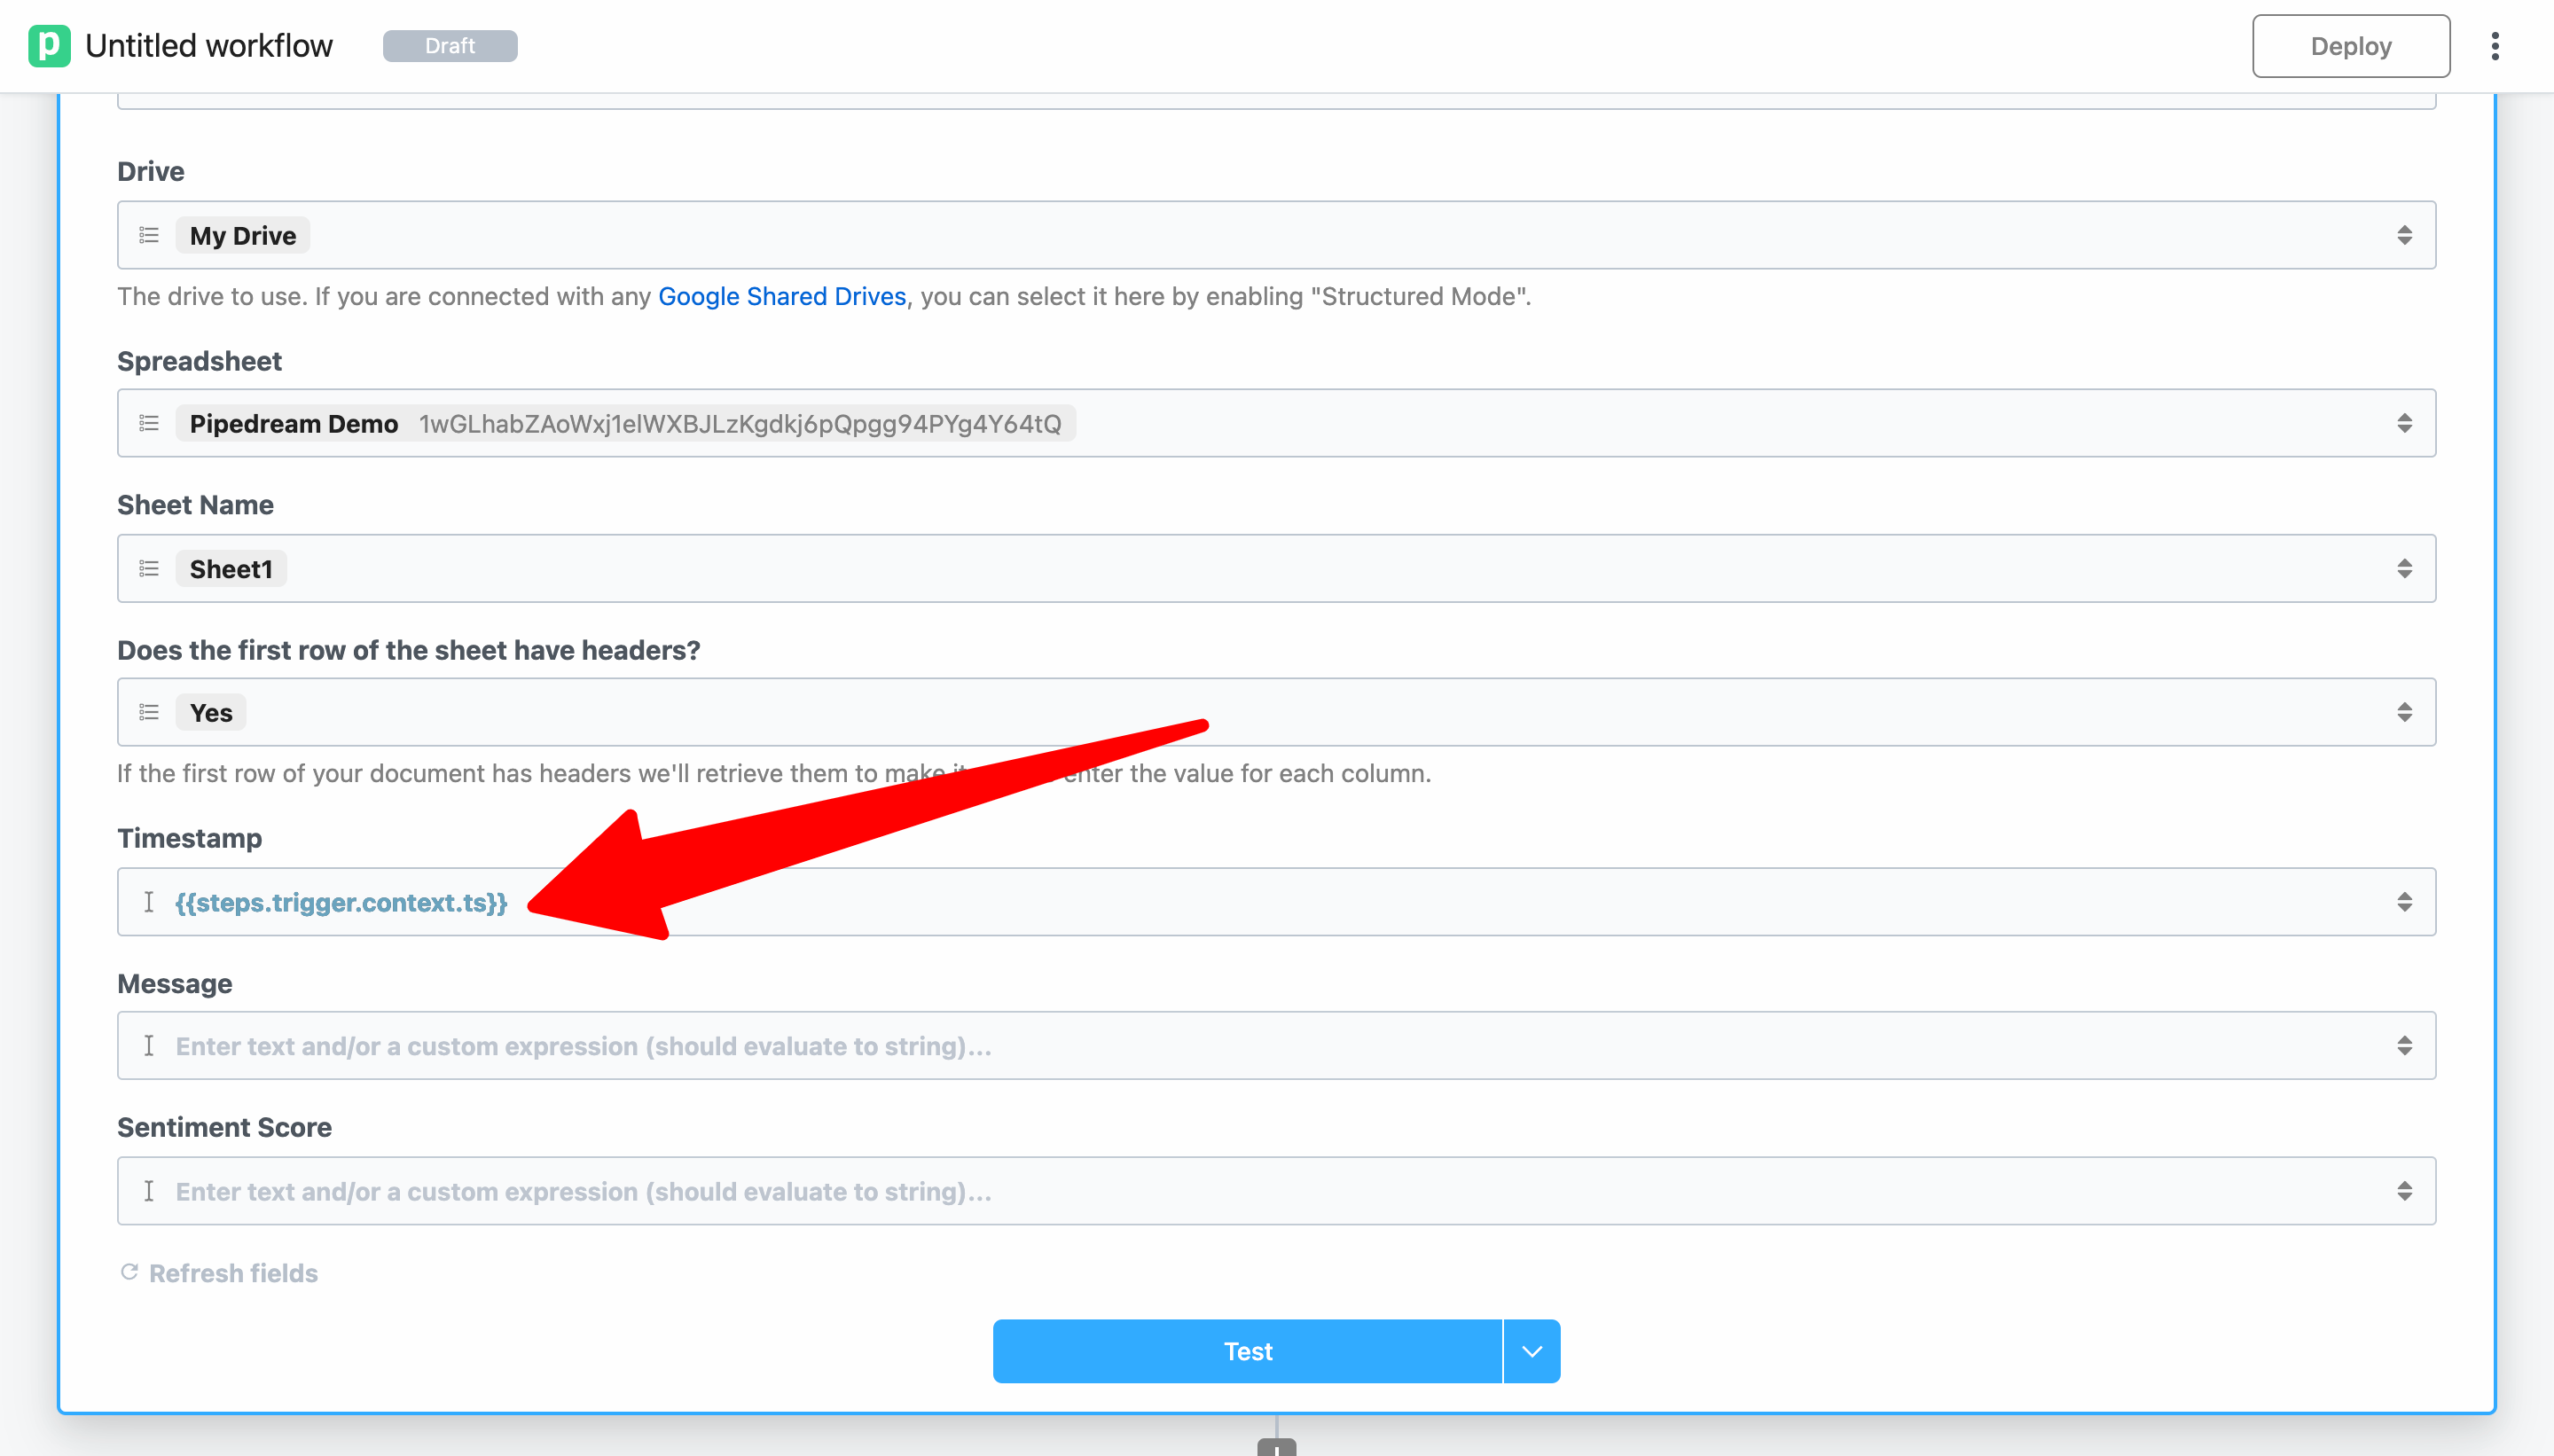 p Untitled workflow Draft Deploy
Drive
My Drive
The drive to use. If you are connected with any Google Shared Drives, you can select it here by enabling "Structured Mode".
Spreadsheet
Pipedream Demo 1wGLhabZAoWxj1elWXBJLzKgdkj6pQpgg94PYg4Y64tQ
Sheet Name
Sheet1
Does the first row of the sheet have headers?
Yes
If the first row of your document has headers we'll retrieve them to make enter the value for each column.
Timestamp
{{steps.trigger.context.ts}}
Message
Enter text and/or a custom expression (should evaluate to string)...
Sentiment Score
Enter text and/or a custom expression (should evaluate to string)...
Refresh fields
Test